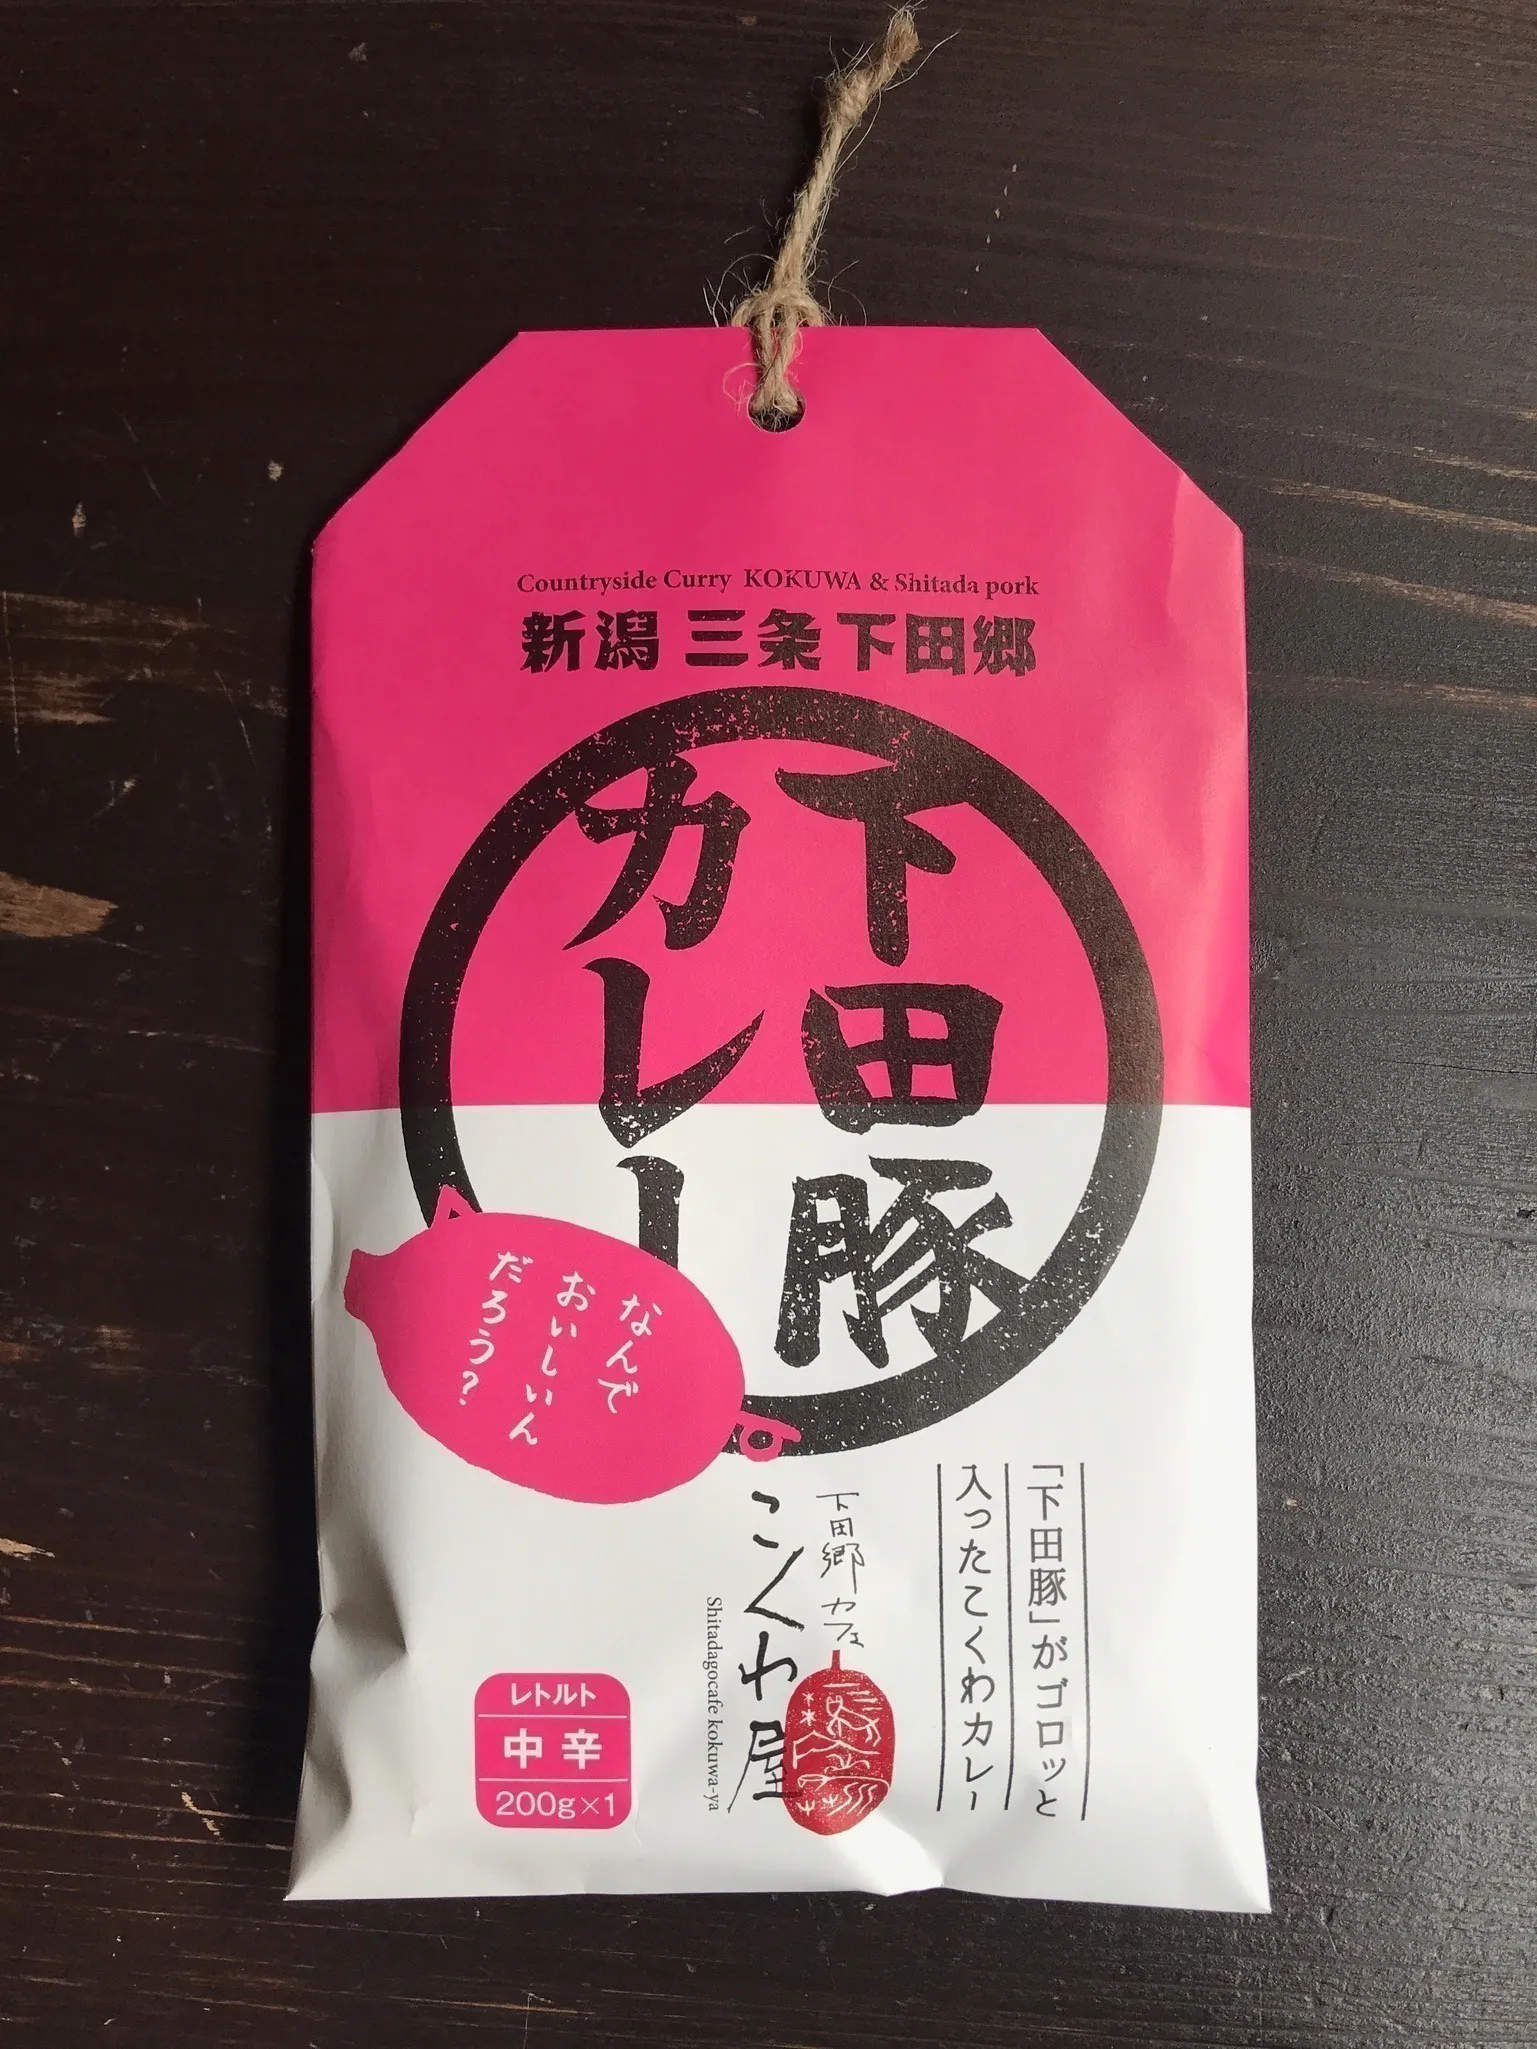 Countryside Curry KOKUWA & Shitada pork
新潟 三条 下田郷
下田豚
カレー
なんで
おいしいん
だろう?
「下田豚」がゴロッと
入ったこくわカレー
下田郷カフェ
こくわ屋
Shitadagocafe kokuwa-ya
レトルト
中辛
200g×1